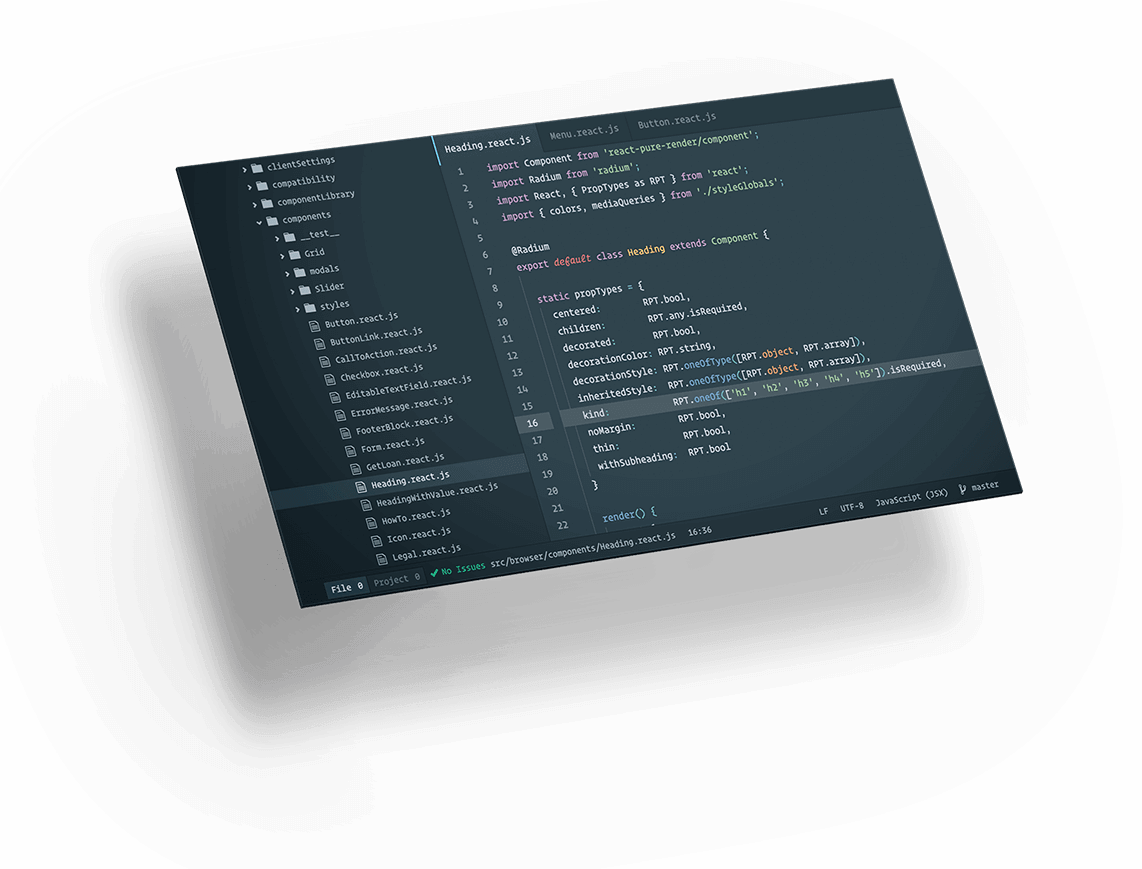 clientSettings
compatibility
componentLibrary
components
__test__
Grid
modals
Slider
styles
Button.react.js
ButtonLink.react.js
CallToAction.react.js
Checkbox.react.js
EditableTextField.react.js
ErrorMessage.react.js
FooterBlock.react.js
Form.react.js
GetLoan.react.js
Heading.react.js
HeadingWithValue.react.js
HowTo.react.js
Icon.react.js
Legal.react.js
Heading.react.js Menu.react.js Button.react.js
1 import Component from 'react-pure-render/component';
2 import Radium from 'radium';
3 import React, { PropTypes as RPT } from 'react';
4 import { colors, mediaQueries } from './styleGlobals';
5
6 @Radium
7 export default class Heading extends Component {
8
9 static propTypes = {
10 centered: RPT.bool,
11 children: RPT.any.isRequired,
12 decorated: RPT.bool,
13 decorationColor: RPT.string,
14 decorationStyle: RPT.oneOfType([RPT.object, RPT.array]),
15 inheritedStyle: RPT.oneOfType([RPT.object, RPT.array]),
16 kind: RPT.oneOf(['h1', 'h2', 'h3', 'h4', 'h5']).isRequired,
17 noMargin: RPT.bool,
18 thin: RPT.bool,
19 withSubheading: RPT.bool
20 }
21
22 render() {
File 0 Project 0 ✔ No Issues src/browser/components/Heading.react.js 16:36 LF UTF-8 JavaScript (JSX) master